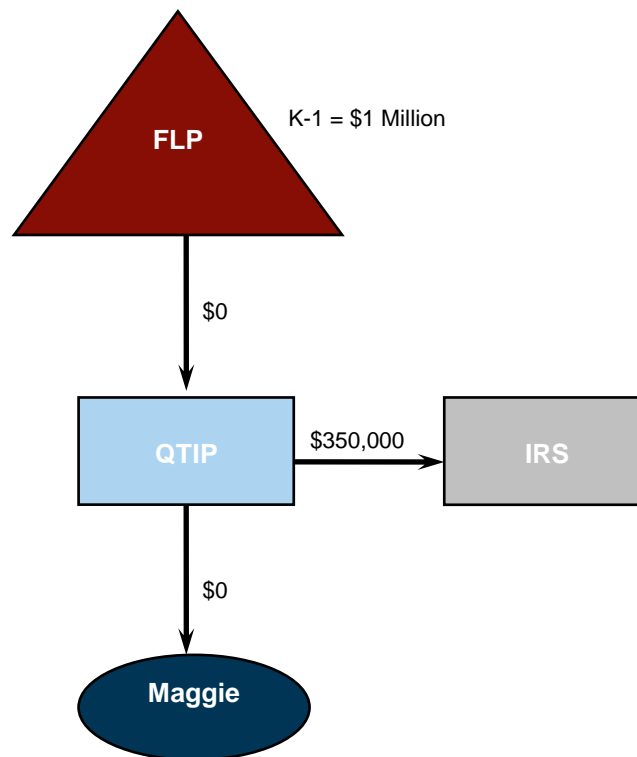 FLP
K-1 = $1 Million
$0
QTIP
$350,000
IRS
$0
Maggie